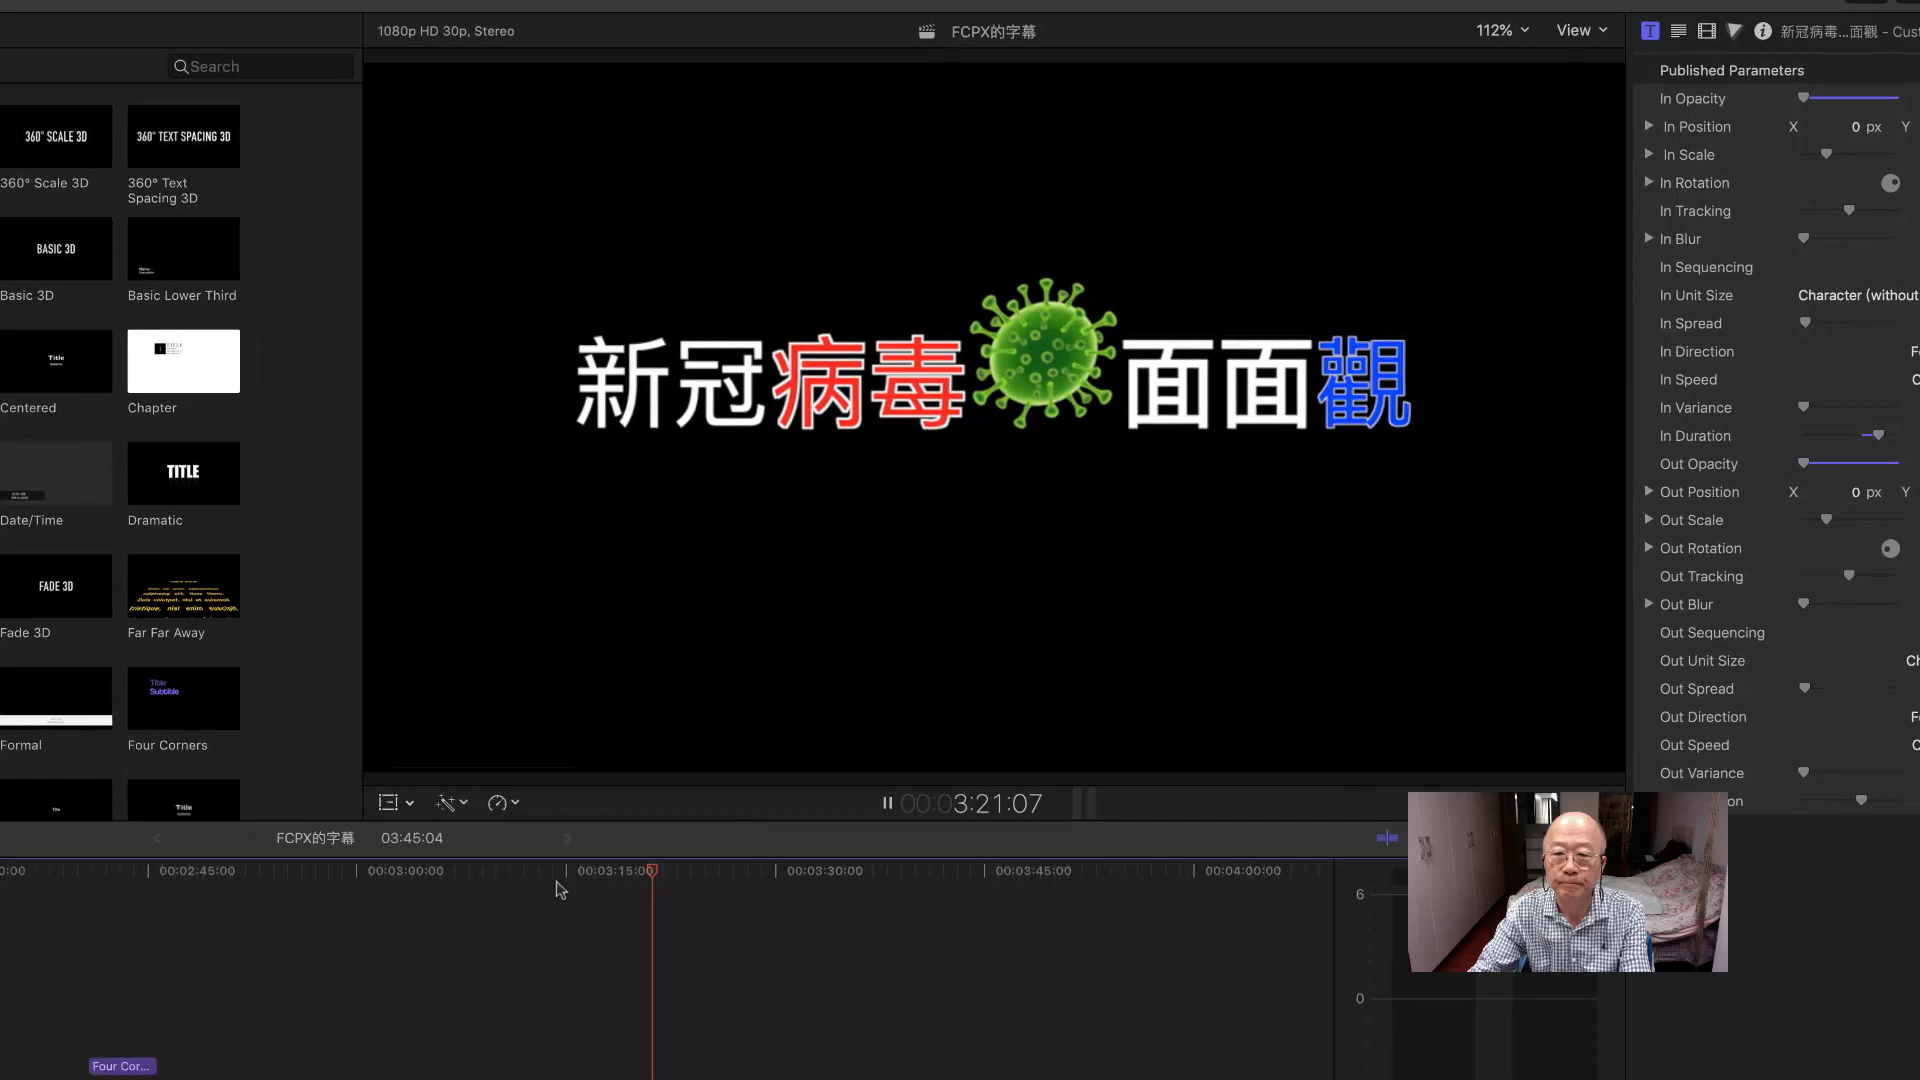 1080p HD 30p, Stereo
FCPX的字幕
112%
View
新冠病毒...面觀 - Cust
Search
360° SCALE 3D
360° TEXT SPACING 3D
360° Scale 3D
360° Text
Spacing 3D
BASIC 3D
Basic 3D
Basic Lower Third
Title
TITLE
Centered
Chapter
TITLE
Date/Time
Dramatic
FADE 3D
Fade 3D
Far Far Away
Title
Subtitle
Formal
Four Corners
Title
Title
新冠病毒面面觀
00:03:21:07
Published Parameters
In Opacity
In Position X 0 px Y
In Scale
In Rotation
In Tracking
In Blur
In Sequencing
In Unit Size Character (without
In Spread
In Direction
In Speed
In Variance
In Duration
Out Opacity
Out Position X 0 px Y
Out Scale
Out Rotation
Out Tracking
Out Blur
Out Sequencing
Out Unit Size Ch
Out Spread
Out Direction
Out Speed
Out Variance
on
FCPX的字幕 03:45:04
0:00
00:02:45:00
00:03:00:00
00:03:15:00
00:03:30:00
00:03:45:00
00:04:00:00
6
0
Four Cor...